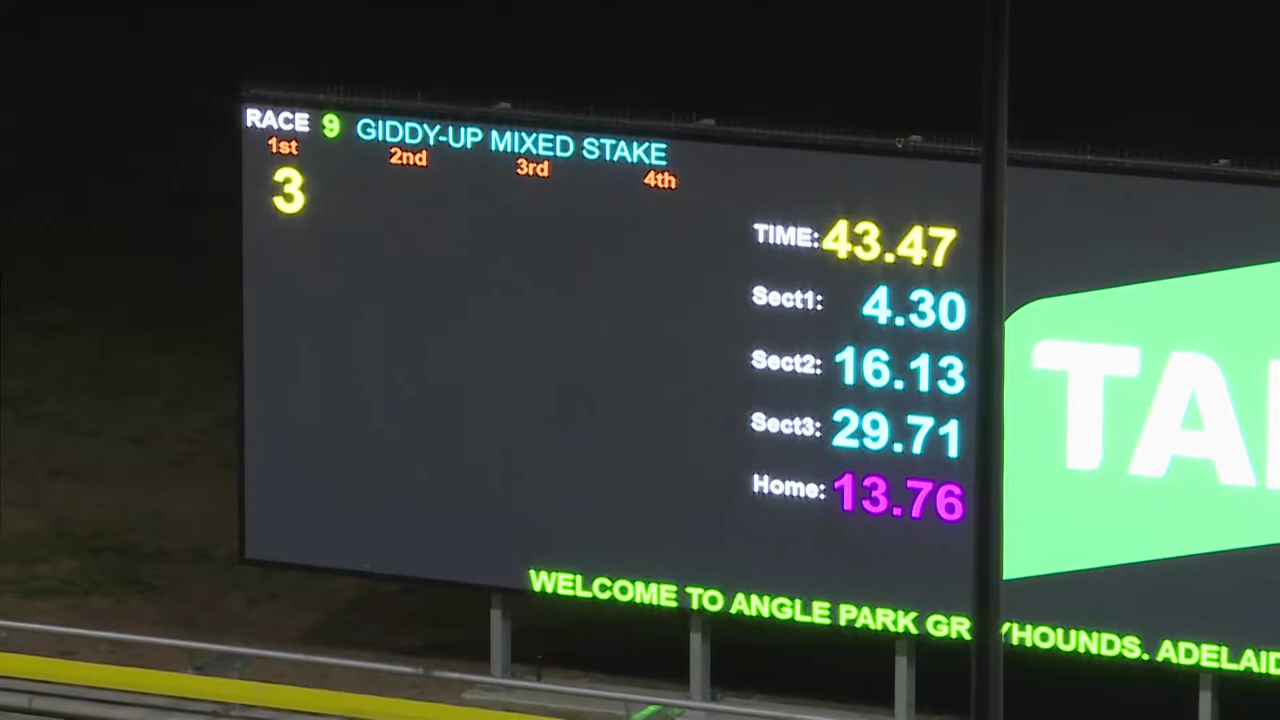 RACE 9 GIDDY-UP MIXED STAKE
1st 2nd 3rd 4th
3
TIME: 43.47
Sect1: 4.30
Sect2: 16.13
Sect3: 29.71
Home: 13.76
TA
WELCOME TO ANGLE PARK GR YHOUNDS. ADELAID